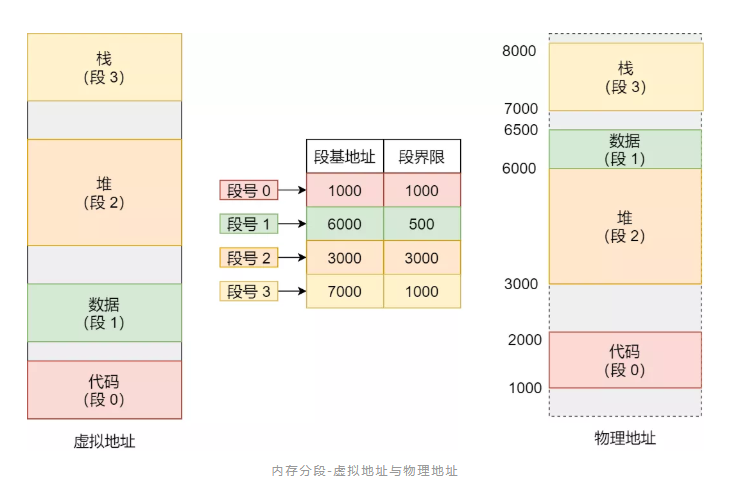 栈
(段 3)
堆
(段 2)
数据
(段 1)
代码
(段 0)
虚拟地址
段基地址 段界限
段号 0 1000 1000
段号 1 6000 500
段号 2 3000 3000
段号 3 7000 1000
8000
栈
(段 3)
7000
6500
数据
(段 1)
6000
堆
(段 2)
3000
2000
代码
(段 0)
1000
物理地址
内存分段-虚拟地址与物理地址